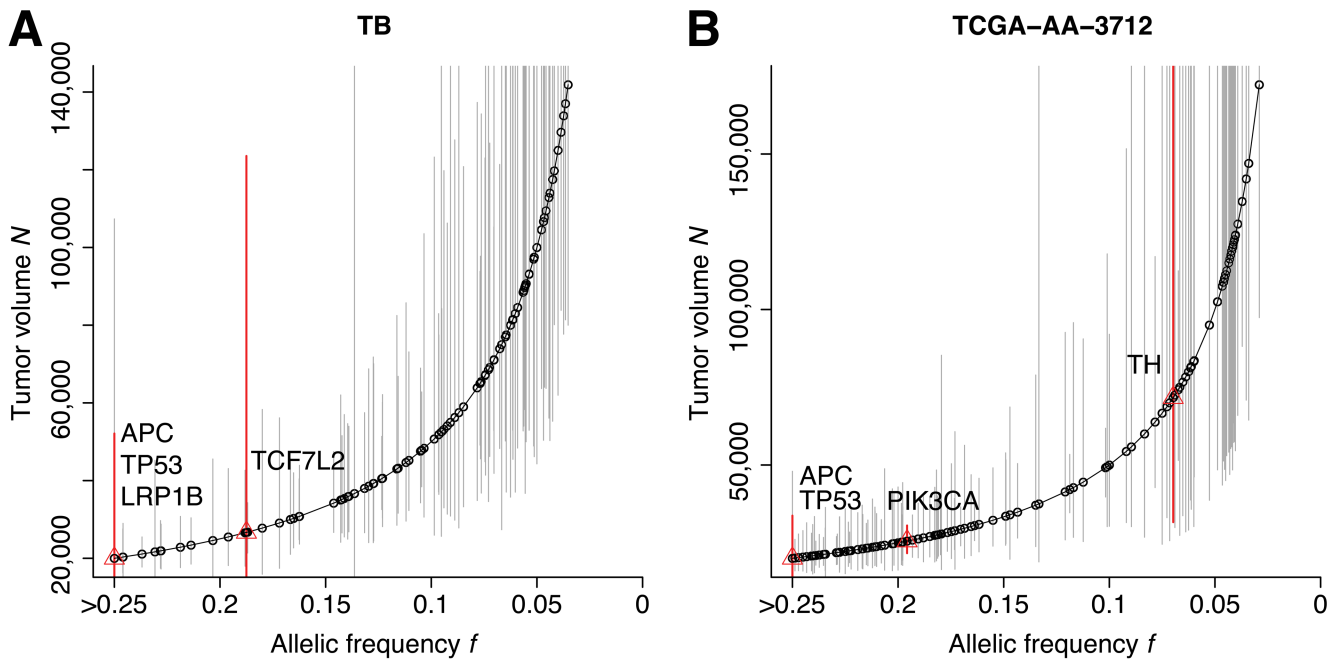 A
TB
Tumor volume N
140,000
100,000
60,000
20,000
APC
TP53
LRP1B
TCF7L2
>0.25
0.2
0.15
0.1
0.05
0
Allelic frequency f
B
TCGA−AA−3712
Tumor volume N
150,000
100,000
50,000
TH
APC
TP53
PIK3CA
>0.25
0.2
0.15
0.1
0.05
0
Allelic frequency f